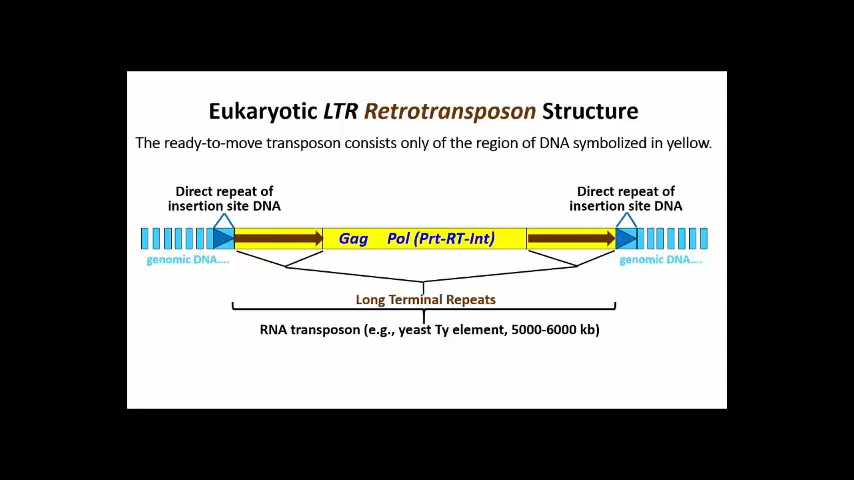 Eukaryotic LTR Retrotransposon Structure
The ready-to-move transposon consists only of the region of DNA symbolized in yellow.
Direct repeat of
insertion site DNA
Direct repeat of
insertion site DNA
Gag Pol (Prt-RT-Int)
genomic DNA....
genomic DNA....
Long Terminal Repeats
RNA transposon (e.g., yeast Ty element, 5000-6000 kb)